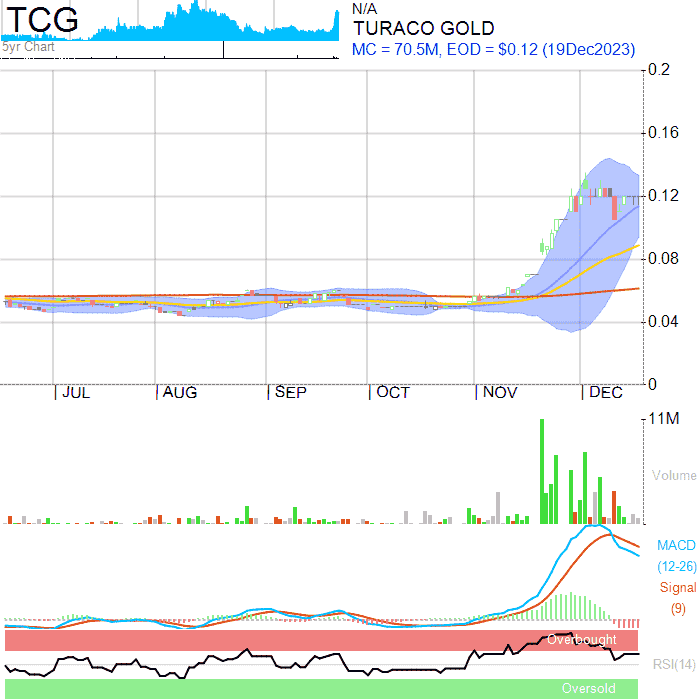 TCG
5yr Chart
N/A
TURACO GOLD
MC = 70.5M, EOD = $0.12 (19Dec2023)
0.2
0.16
0.12
0.08
0.04
0
JUL AUG SEP OCT NOV DEC
11M
Volume
MACD
(12-26)
Signal
(9)
Overbought
RSI(14)
Oversold